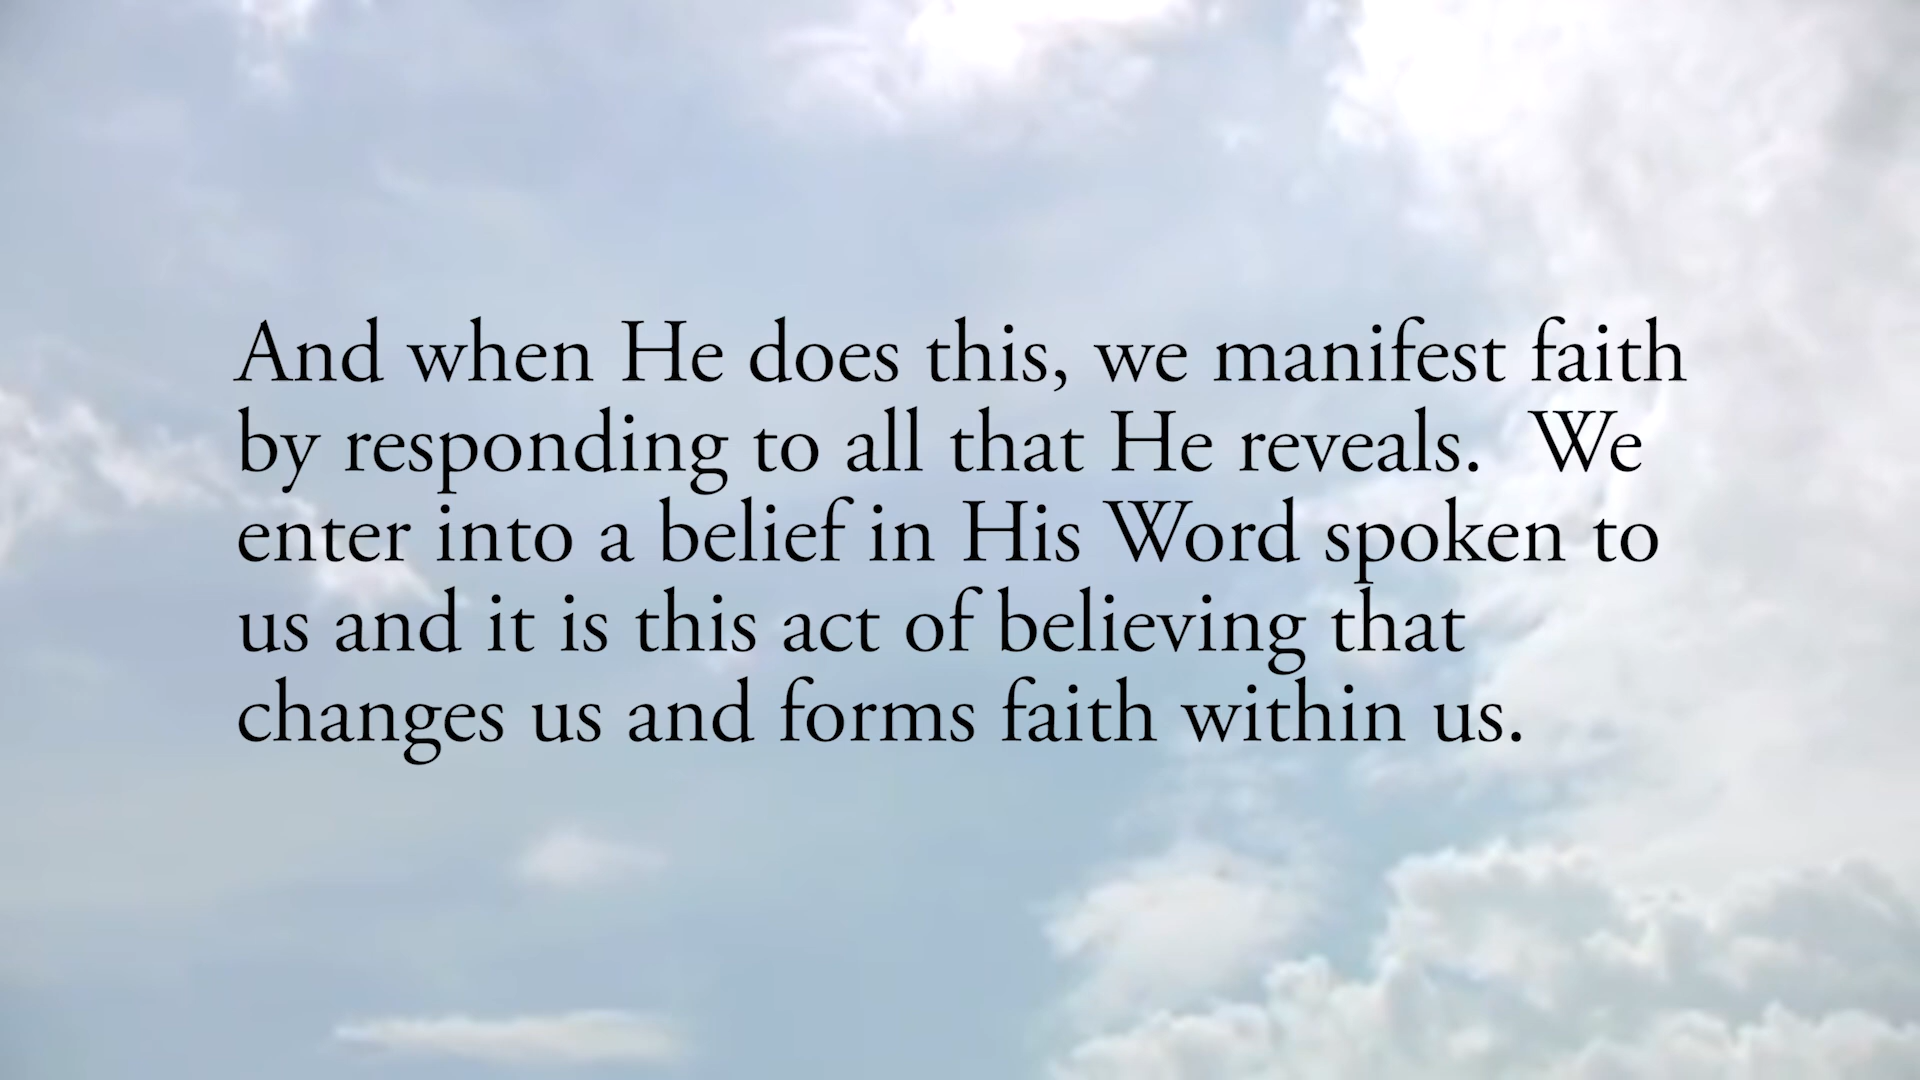 And when He does this, we manifest faith
by responding to all that He reveals.  We
enter into a belief in His Word spoken to
us and it is this act of believing that
changes us and forms faith within us.